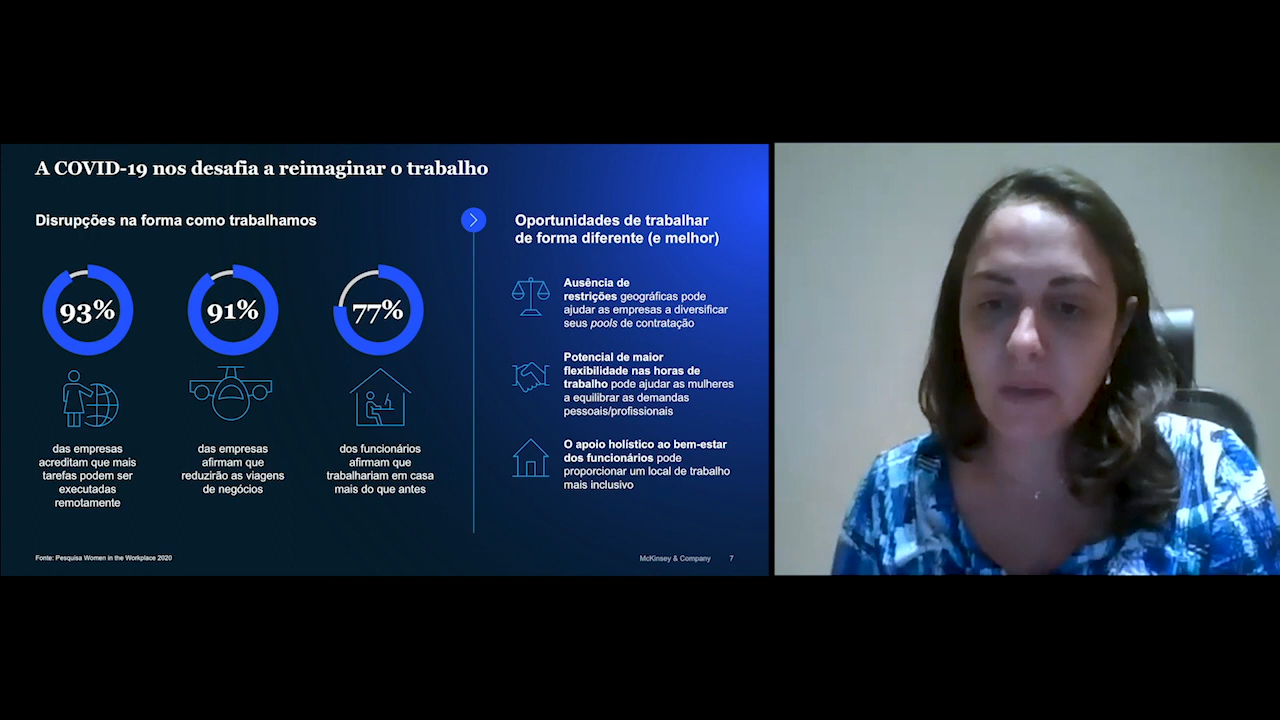 A COVID-19 nos desafia a reimaginar o trabalho
Disrupções na forma como trabalhamos
93%
das empresas
acreditam que mais
tarefas podem ser
executadas
remotamente
91%
das empresas
afirmam que
reduzirão as viagens
de negócios
77%
dos funcionários
afirmam que
trabalhariam em casa
mais do que antes
Oportunidades de trabalhar
de forma diferente (e melhor)
Ausência de
restrições geográficas pode
ajudar as empresas a diversificar
seus pools de contratação
Potencial de maior
flexibilidade nas horas de
trabalho pode ajudar as mulheres
a equilibrar as demandas
pessoais/profissionais
O apoio holístico ao bem-estar
dos funcionários pode
proporcionar um local de trabalho
mais inclusivo
Fonte: Pesquisa Women in the Workplace 2020
McKinsey & Company 7